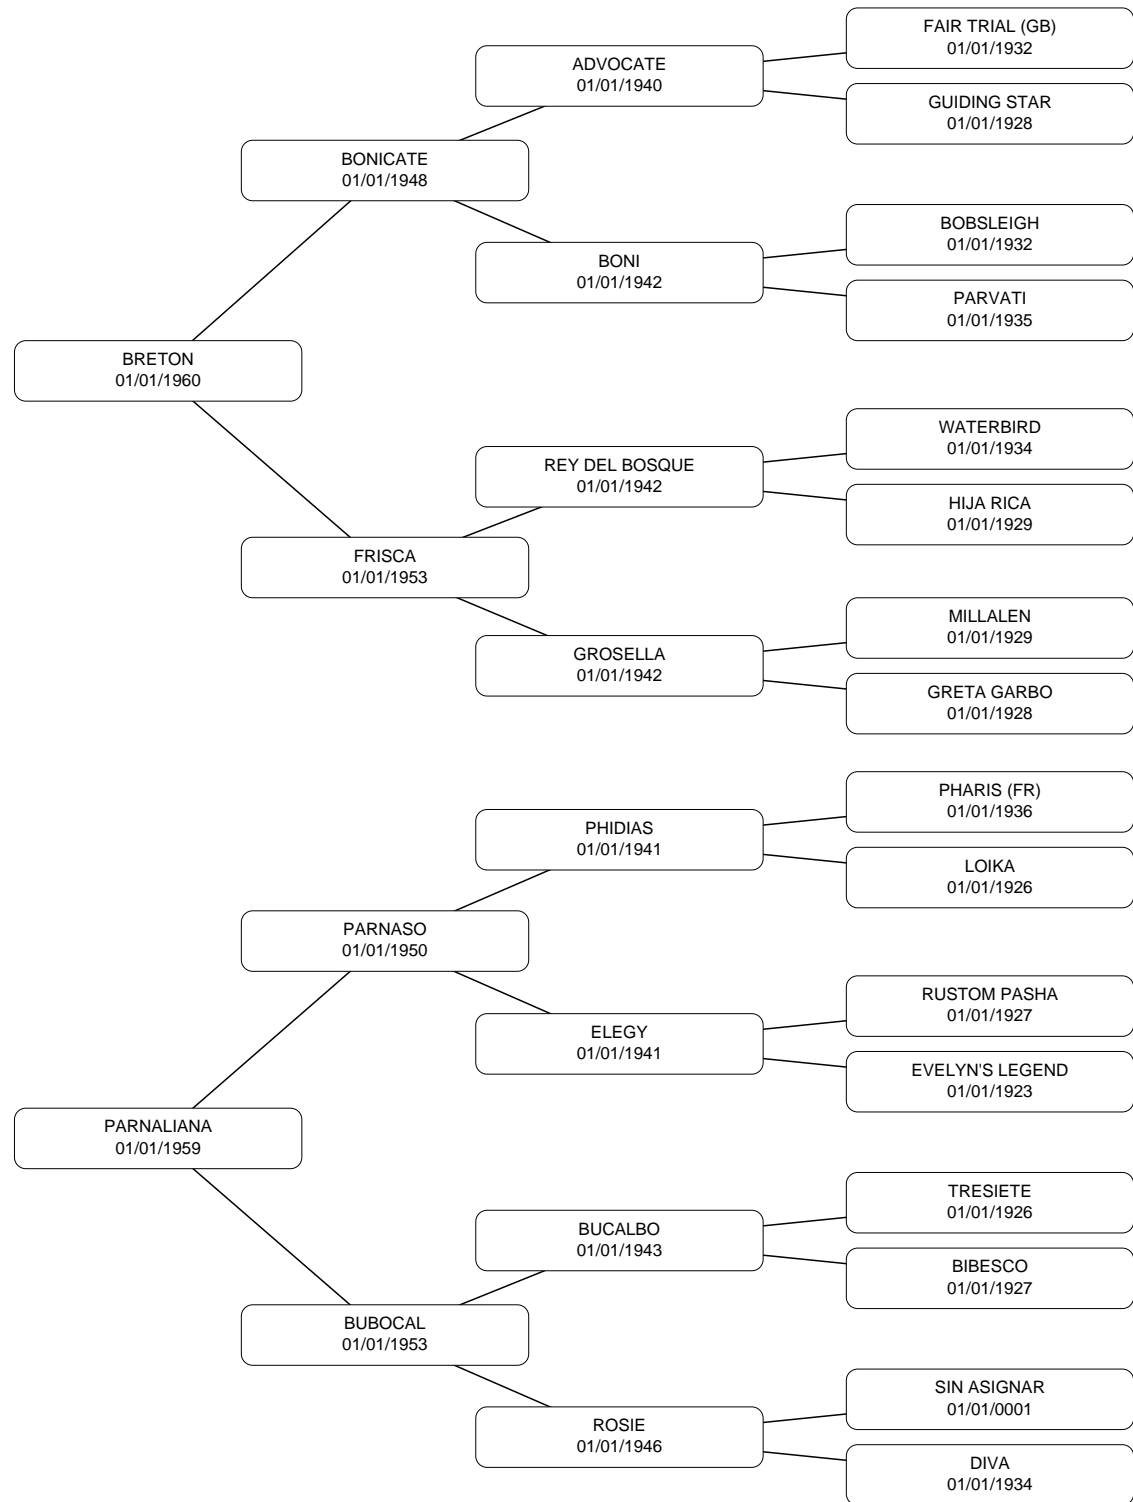 FAIR TRIAL (GB)
01/01/1932
ADVOCATE
01/01/1940
GUIDING STAR
01/01/1928
BONICATE
01/01/1948
BOBSLEIGH
01/01/1932
BONI
01/01/1942
PARVATI
01/01/1935
BRETON
01/01/1960
WATERBIRD
01/01/1934
REY DEL BOSQUE
01/01/1942
HIJA RICA
01/01/1929
FRISCA
01/01/1953
MILLALEN
01/01/1929
GROSELLA
01/01/1942
GRETA GARBO
01/01/1928
PHARIS (FR)
01/01/1936
PHIDIAS
01/01/1941
LOIKA
01/01/1926
PARNASO
01/01/1950
RUSTOM PASHA
01/01/1927
ELEGY
01/01/1941
EVELYN'S LEGEND
01/01/1923
PARNALIANA
01/01/1959
TRESIETE
01/01/1926
BUCALBO
01/01/1943
BIBESCO
01/01/1927
BUBOCAL
01/01/1953
SIN ASIGNAR
01/01/0001
ROSIE
01/01/1946
DIVA
01/01/1934